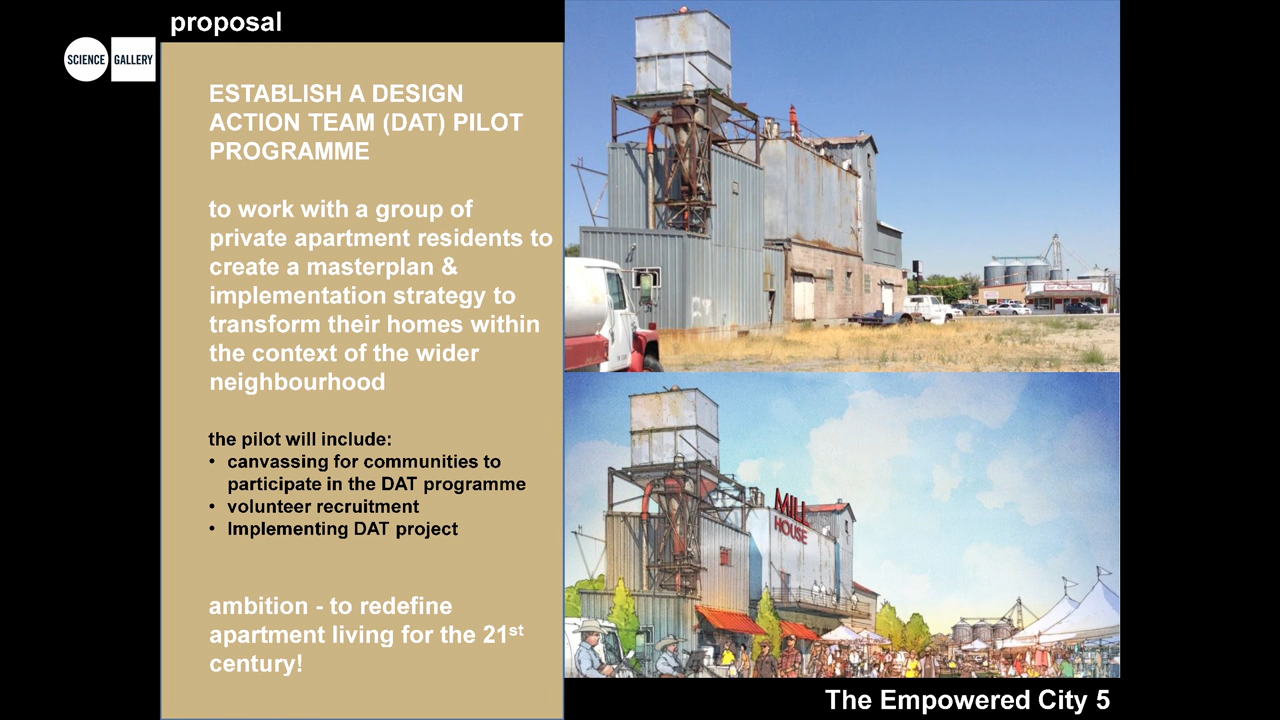 proposal
SCIENCE GALLERY
ESTABLISH A DESIGN
ACTION TEAM (DAT) PILOT
PROGRAMME
to work with a group of
private apartment residents to
create a masterplan &
implementation strategy to
transform their homes within
the context of the wider
neighbourhood
the pilot will include:
• canvassing for communities to
participate in the DAT programme
• volunteer recruitment
• Implementing DAT project
ambition - to redefine
apartment living for the 21st
century!
MILL
HOUSE
The Empowered City 5